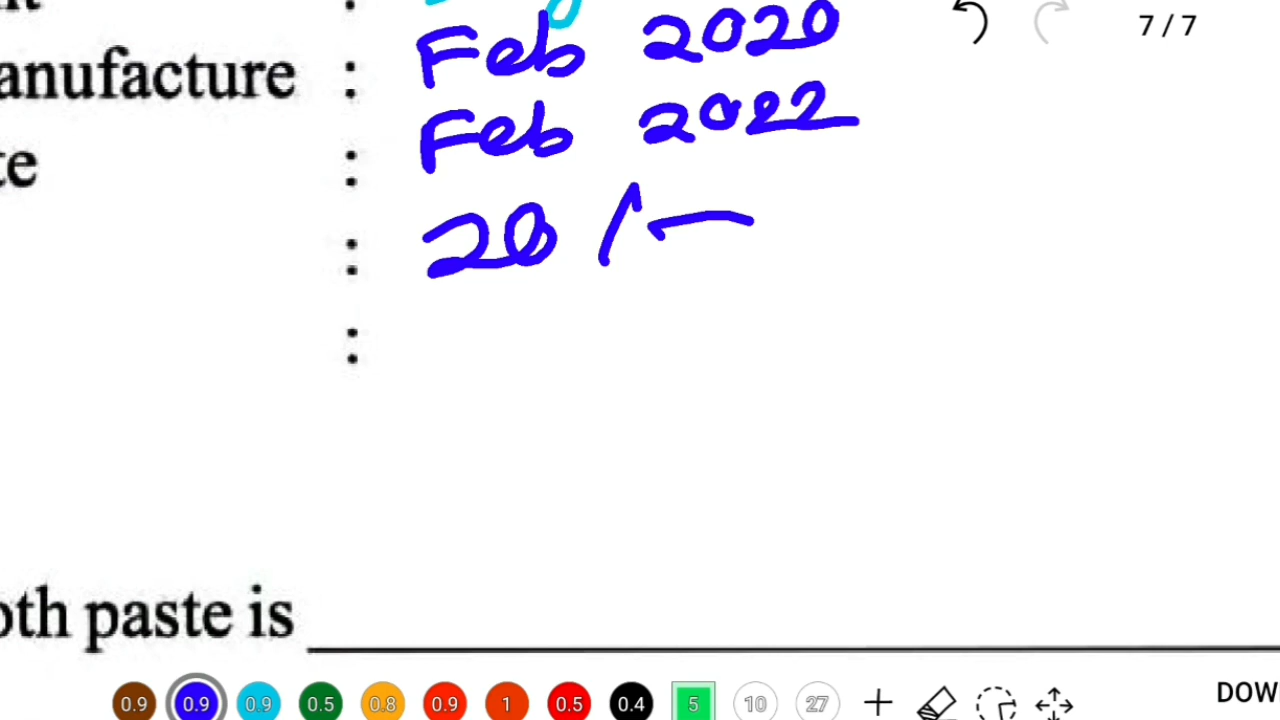 :
Feb 2020 7 / 7
anufacture :
Feb 2022
te :
: 20 / —
:
oth paste is ____________
0.9 0.9 0.9 0.5 0.8 0.9 1 0.5 0.4 5 10 27 + DOW